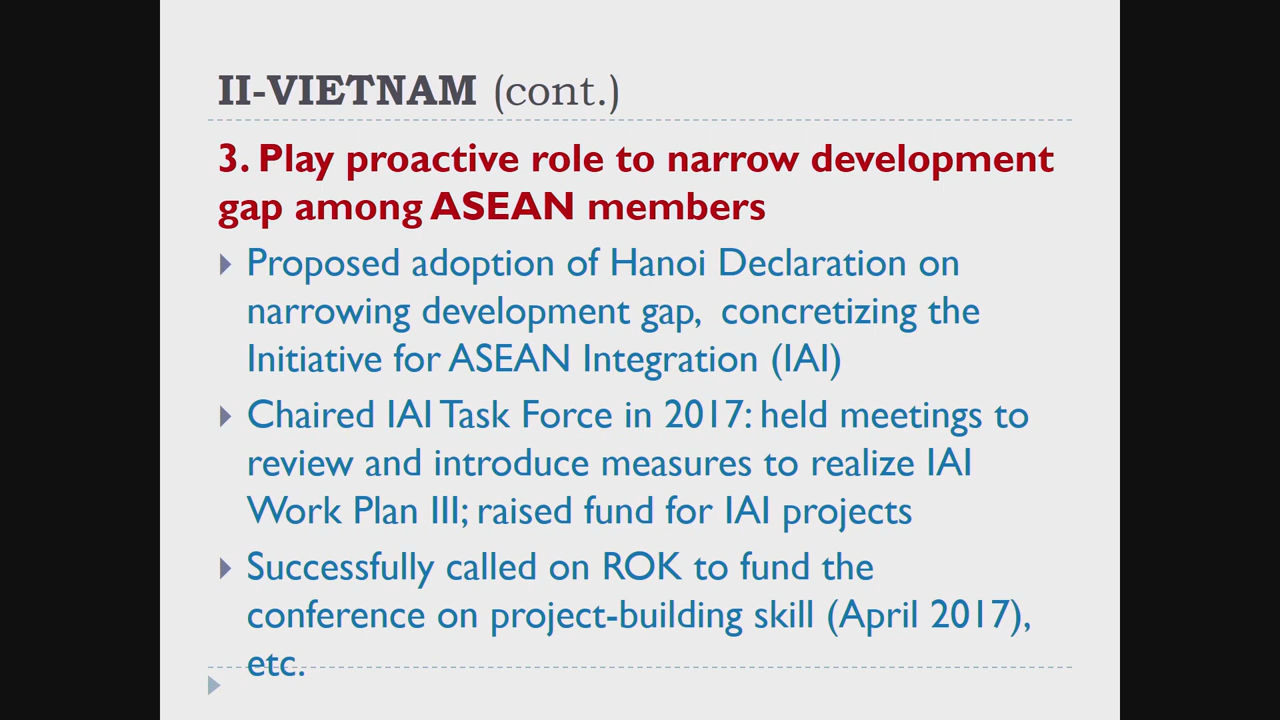 II-VIETNAM (cont.)
3. Play proactive role to narrow development
gap among ASEAN members
Proposed adoption of Hanoi Declaration on
narrowing development gap, concretizing the
Initiative for ASEAN Integration (IAI)
Chaired IAI Task Force in 2017: held meetings to
review and introduce measures to realize IAI
Work Plan III; raised fund for IAI projects
Successfully called on ROK to fund the
conference on project-building skill (April 2017),
etc.